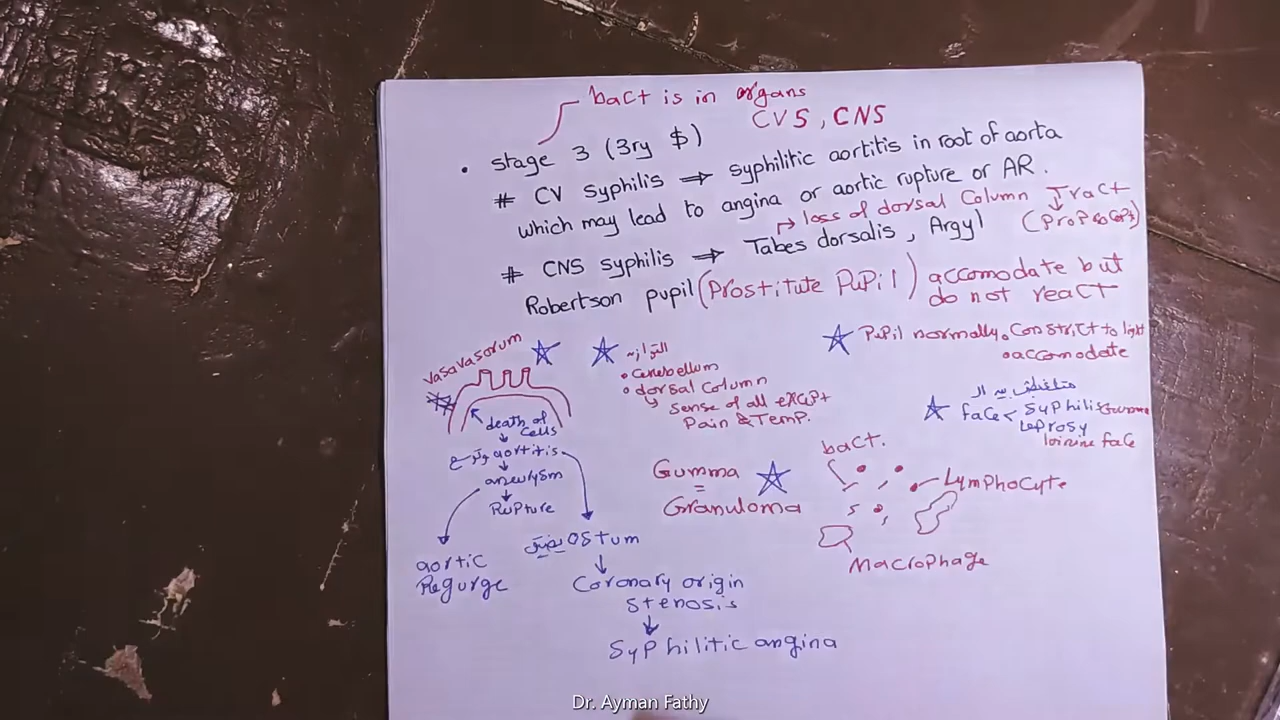 bact is in organs
CVS, CNS
• stage 3 (3ry $)
# CV syphilis ⇒ syphilitic aortitis in root of aorta
which may lead to angina or aortic rupture or AR.
→ loss of dorsal Column Tract
(Propriocept)
# CNS syphilis ⇒ Tabes dorsalis, Argyl
Robertson pupil (Prostitute Pupil) accomodate but
do not react
Pupil normally • Constrict to light
• accomodate
Vasavasorum
death of
Cells
aortitis
aneurysm
Rupture
aortic
Regurge
Ostum
Coronary origin
stenosis
Syphilitic angina
• Cerebellum
• dorsal Column
Sense of all except
Pain & Temp.
face < Syphilis
Leprosy
face
Gumma
=
Granuloma
bact.
Lymphocyte
Macrophage
Dr. Ayman Fathy